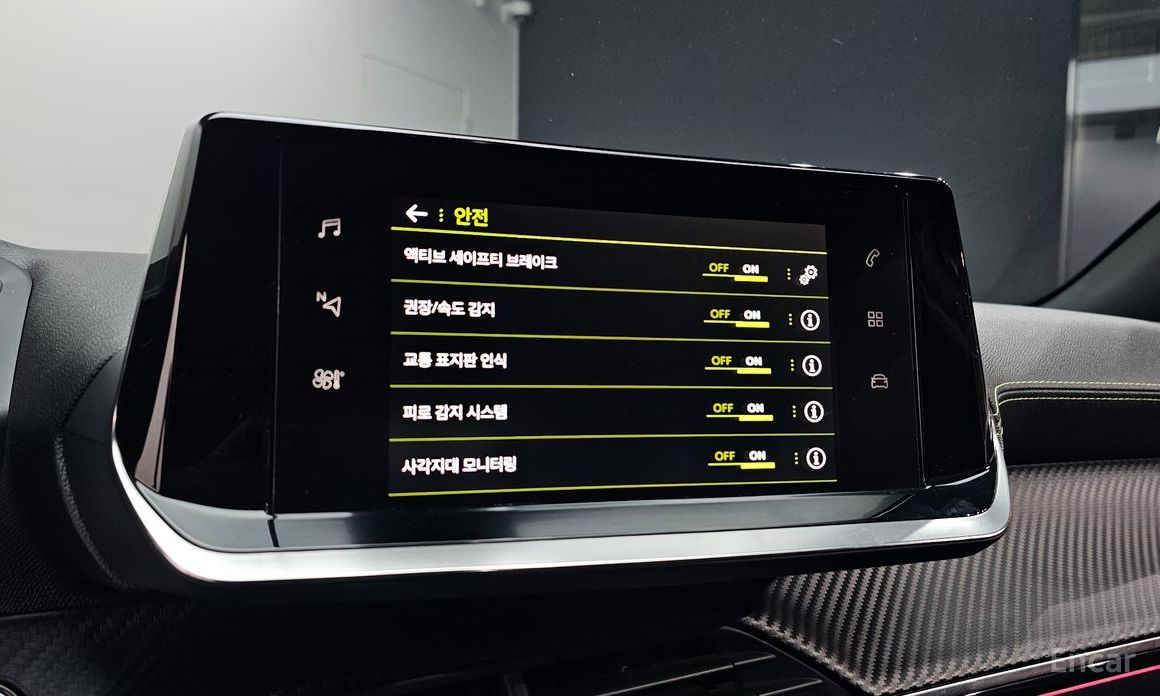 안전
액티브 세이프티 브레이크 OFF ON
권장/속도 감지 OFF ON
교통 표지판 인식 OFF ON
피로 감지 시스템 OFF ON
사각지대 모니터링 OFF ON
N
Encar